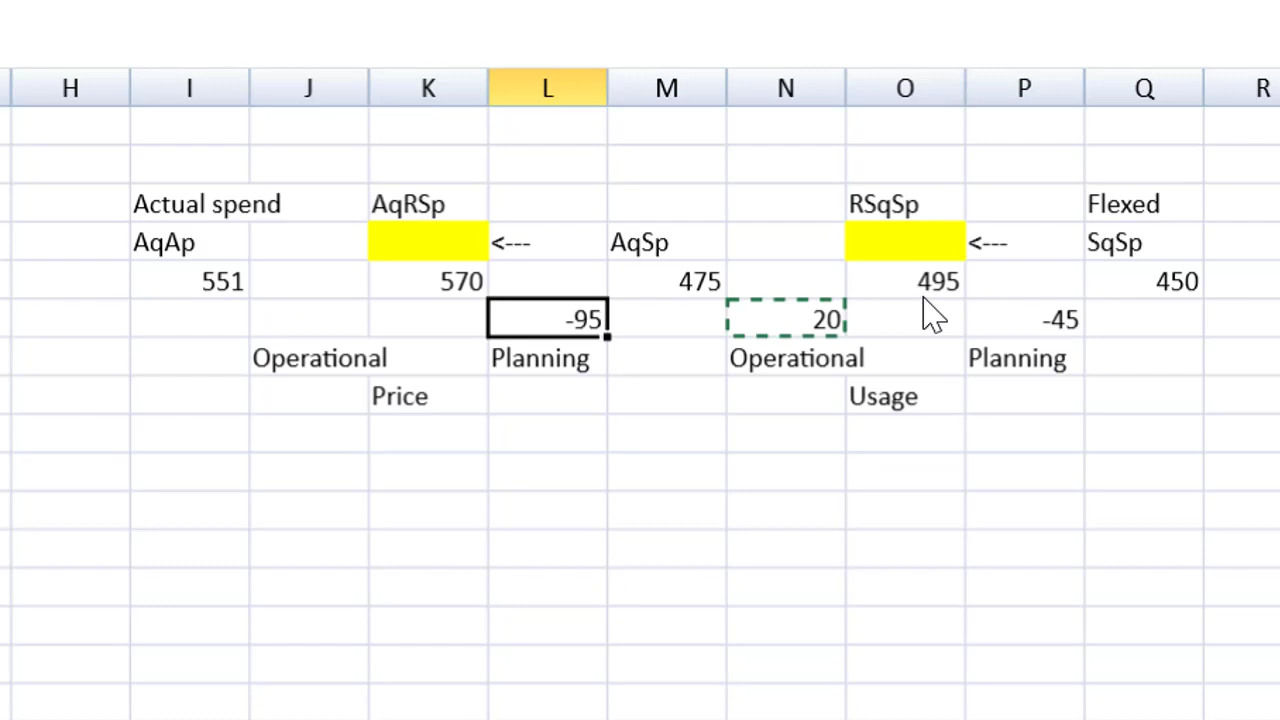 H I J K L M N O P Q R
Actual spend AqRSp RSqSp Flexed
AqAp <--- AqSp <--- SqSp
551 570 475 495 450
-95 20 -45
Operational Planning Operational Planning
Price Usage